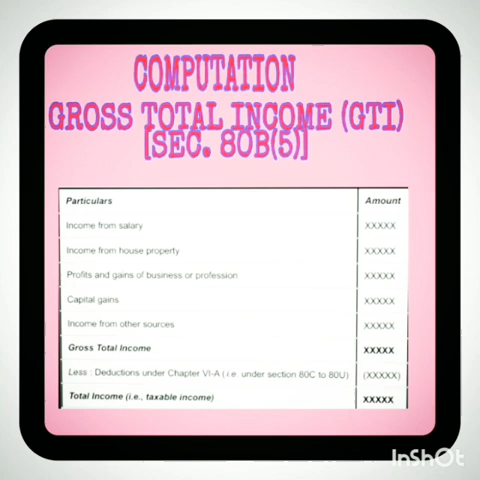 COMPUTATION
GROSS TOTAL INCOME (GTI)
[SEC. 80B(5)]
Particulars Amount
Income from salary XXXXX
Income from house property XXXXX
Profits and gains of business or profession XXXXX
Capital gains XXXXX
Income from other sources XXXXX
Gross Total Income XXXXX
Less : Deductions under Chapter VI-A ( i.e. under section 80C to 80U) (XXXXX)
Total Income (i.e., taxable income) XXXXX
InShOt